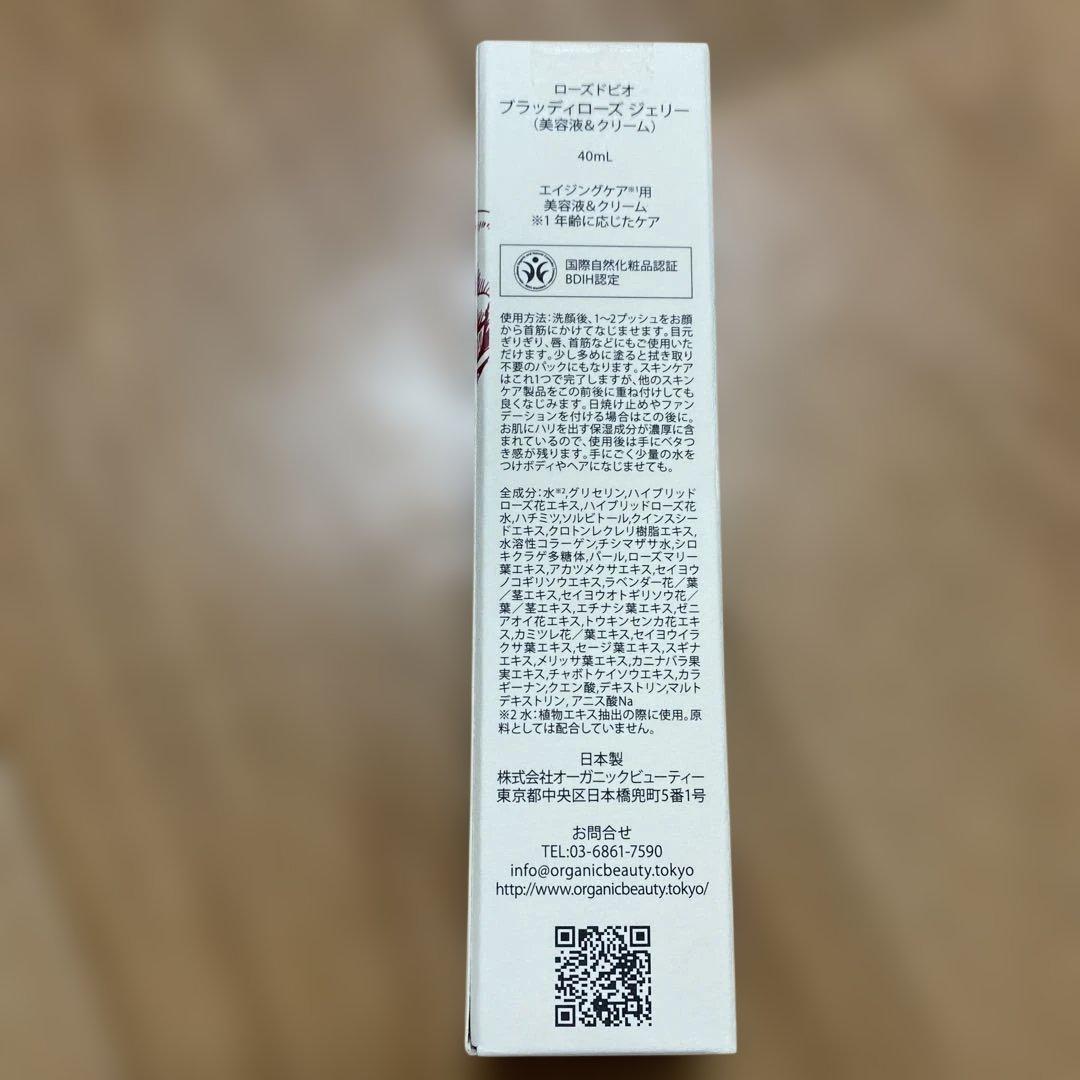 ローズドビオ
ブラッディローズ ジェリー
（美容液&クリーム）
40mL
エイジングケア※1用
美容液&クリーム
※1 年齢に応じたケア
国際自然化粧品認証
BDIH認定
使用方法：洗顔後、1〜2プッシュをお顔
から首筋にかけてなじませます。目元
ぎりぎり、唇、首筋などにもご使用いた
だけます。少し多めに塗ると拭き取り
不要のパックにもなります。スキンケア
はこれ1つで完了しますが、他のスキン
ケア製品をこの前後に重ね付けしても
良くなじみます。日焼け止めやファン
デーションを付ける場合はこの後に。
お肌にハリを出す保湿成分が濃厚に含
まれているので、使用後は手にベタつ
き感が残ります。手にごく少量の水を
つけボディやヘアになじませても。
全成分：水※2,グリセリン,ハイブリッド
ローズ花エキス,ハイブリッドローズ花
水,ハチミツ,ソルビトール,クインスシー
ドエキス,クロトンレクレリ樹脂エキス,
水溶性コラーゲン,チシマザサ水,シロ
キクラゲ多糖体,パール,ローズマリー
葉エキス,アカツメクサエキス,セイヨウ
ノコギリソウエキス,ラベンダー花／葉
／茎エキス,セイヨウオトギリソウ花／
葉／茎エキス,エチナシ葉エキス,ゼニ
アオイ花エキス,トウキンセンカ花エキ
ス,カミツレ花／葉エキス,セイヨウイラ
クサ葉エキス,セージ葉エキス,スギナ
エキス,メリッサ葉エキス,カニナバラ果
実エキス,チャボトケイソウエキス,カラ
ギーナン,クエン酸,デキストリン,マルト
デキストリン, アニス酸Na
※2 水：植物エキス抽出の際に使用。原
料としては配合していません。
日本製
株式会社オーガニックビューティー
東京都中央区日本橋兜町5番1号
お問合せ
TEL:03-6861-7590
info@organicbeauty.tokyo
http://www.organicbeauty.tokyo/